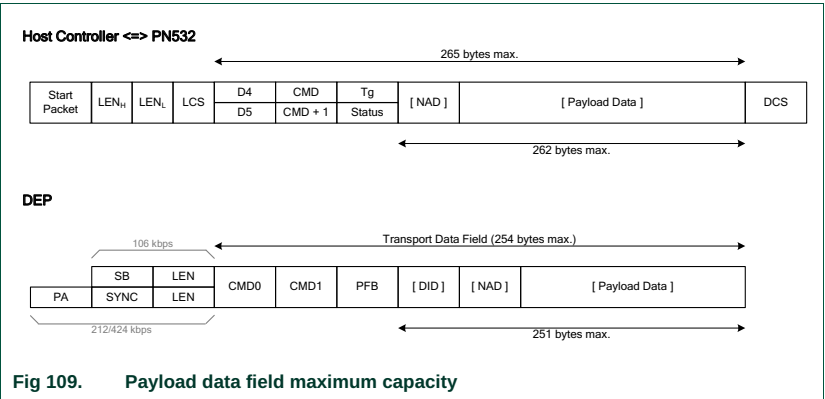 Host Controller <=> PN532
265 bytes max.
Start Packet LENH LENL LCS D4 CMD Tg [ NAD ] [ Payload Data ] DCS
D5 CMD + 1 Status
262 bytes max.
DEP
106 kbps Transport Data Field (254 bytes max.)
SB LEN CMD0 CMD1 PFB [ DID ] [ NAD ] [ Payload Data ]
PA SYNC LEN
212/424 kbps 251 bytes max.
Fig 109. Payload data field maximum capacity